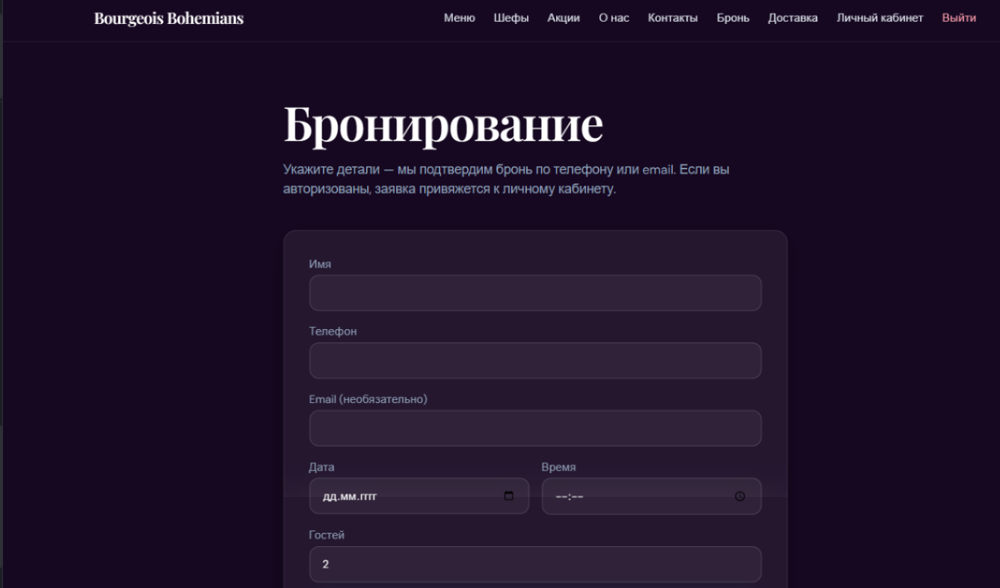 Bourgeois Bohemians
Меню Шефы Акции О нас Контакты Бронь Доставка Личный кабинет Выйти
Бронирование
Укажите детали — мы подтвердим бронь по телефону или email. Если вы
авторизованы, заявка привяжется к личному кабинету.
Имя
Телефон
Email (необязательно)
Дата Время
дд.мм.гггг --:--
Гостей
2